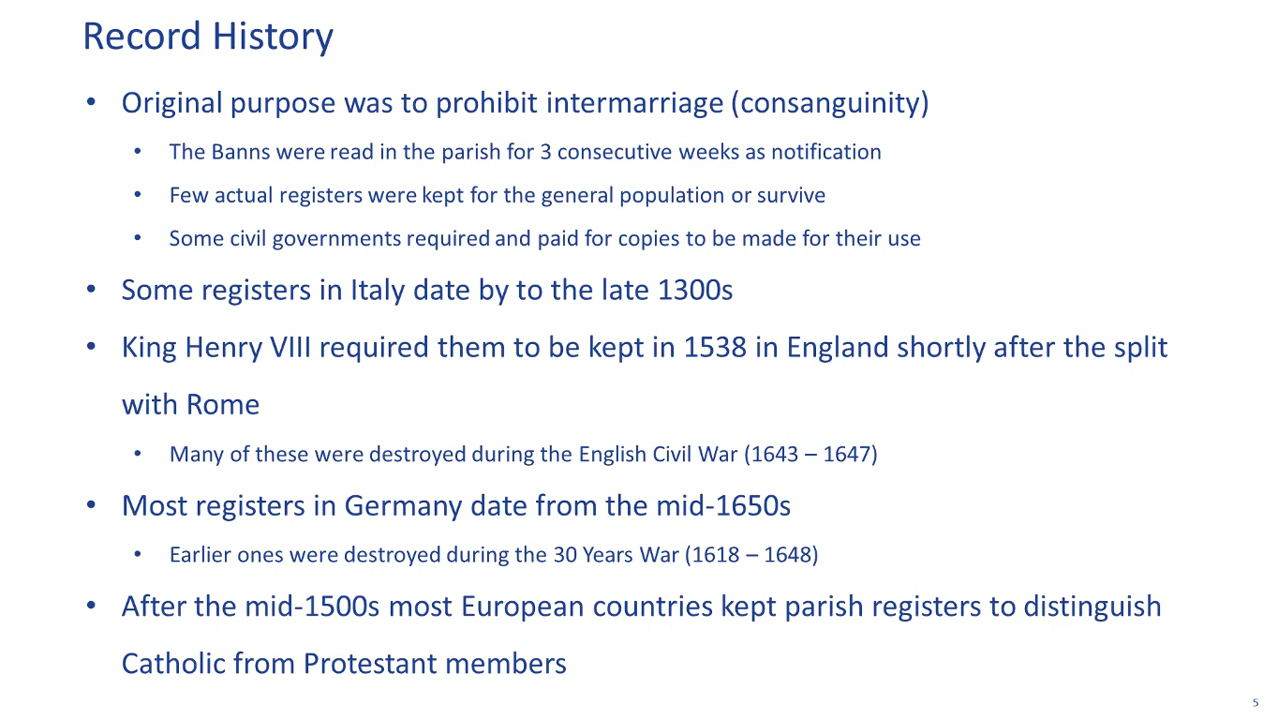 Record History
• Original purpose was to prohibit intermarriage (consanguinity)
• The Banns were read in the parish for 3 consecutive weeks as notification
• Few actual registers were kept for the general population or survive
• Some civil governments required and paid for copies to be made for their use
• Some registers in Italy date by to the late 1300s
• King Henry VIII required them to be kept in 1538 in England shortly after the split
with Rome
• Many of these were destroyed during the English Civil War (1643 – 1647)
• Most registers in Germany date from the mid-1650s
• Earlier ones were destroyed during the 30 Years War (1618 – 1648)
• After the mid-1500s most European countries kept parish registers to distinguish
Catholic from Protestant members
5